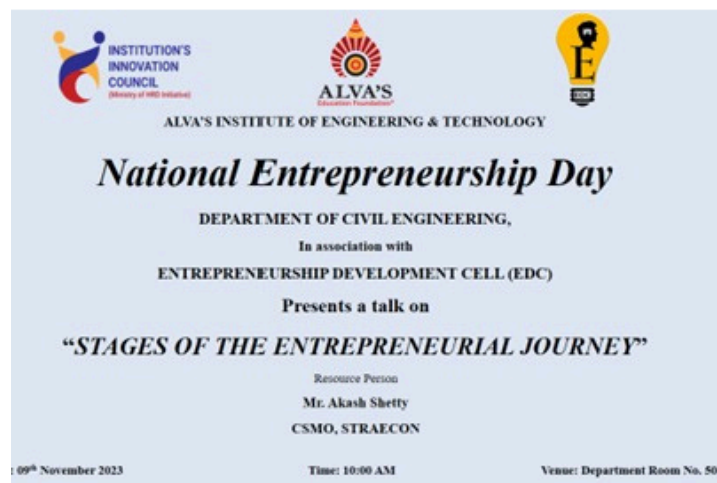 INSTITUTION'S
INNOVATION
COUNCIL
(Ministry of HRD Initiative)
ALVA'S
Education Foundation®
E
EDC
ALVA'S INSTITUTE OF ENGINEERING & TECHNOLOGY
National Entrepreneurship Day
DEPARTMENT OF CIVIL ENGINEERING,
In association with
ENTREPRENEURSHIP DEVELOPMENT CELL (EDC)
Presents a talk on
“STAGES OF THE ENTREPRENEURIAL JOURNEY”
Resource Person
Mr. Akash Shetty
CSMO, STRAECON
: 09th November 2023 Time: 10:00 AM Venue: Department Room No. 50